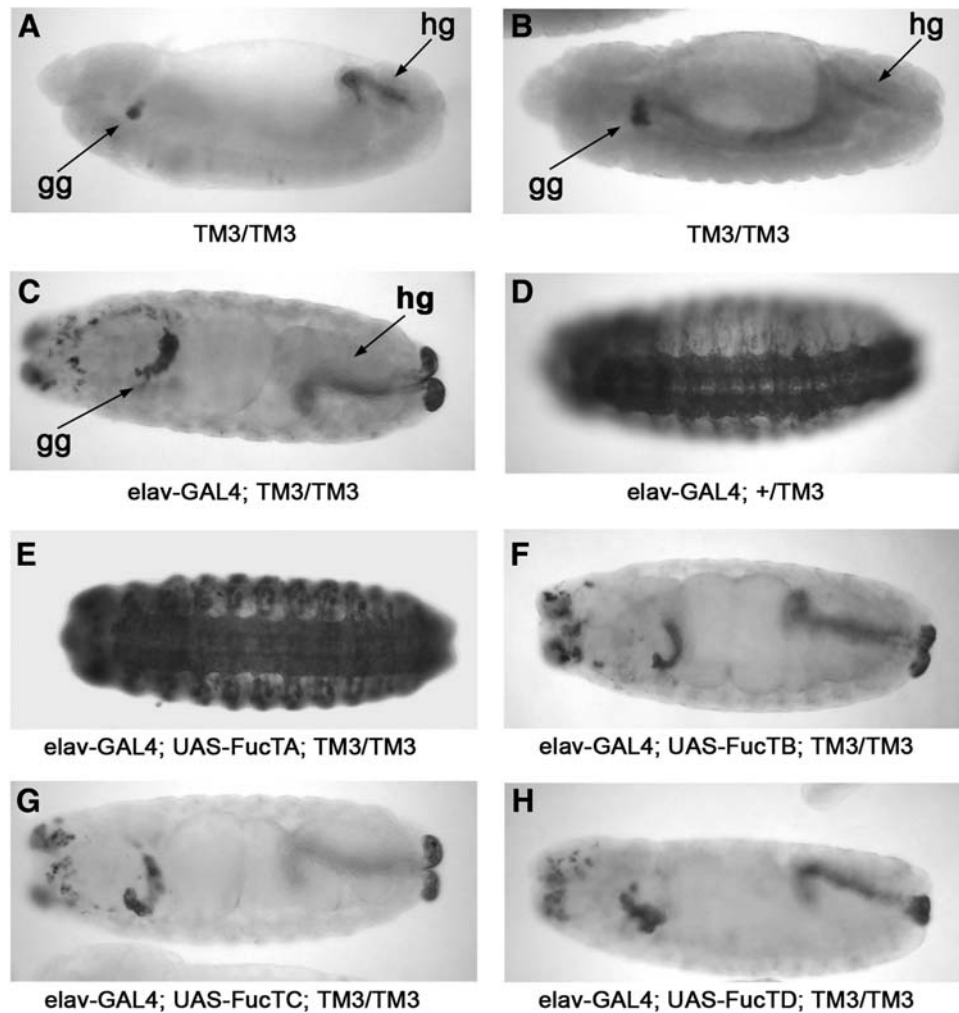 A
hg
gg
TM3/TM3
B
hg
gg
TM3/TM3
C
hg
gg
elav-GAL4; TM3/TM3
D
elav-GAL4; +/TM3
E
elav-GAL4; UAS-FucTA; TM3/TM3
F
elav-GAL4; UAS-FucTB; TM3/TM3
G
elav-GAL4; UAS-FucTC; TM3/TM3
H
elav-GAL4; UAS-FucTD; TM3/TM3